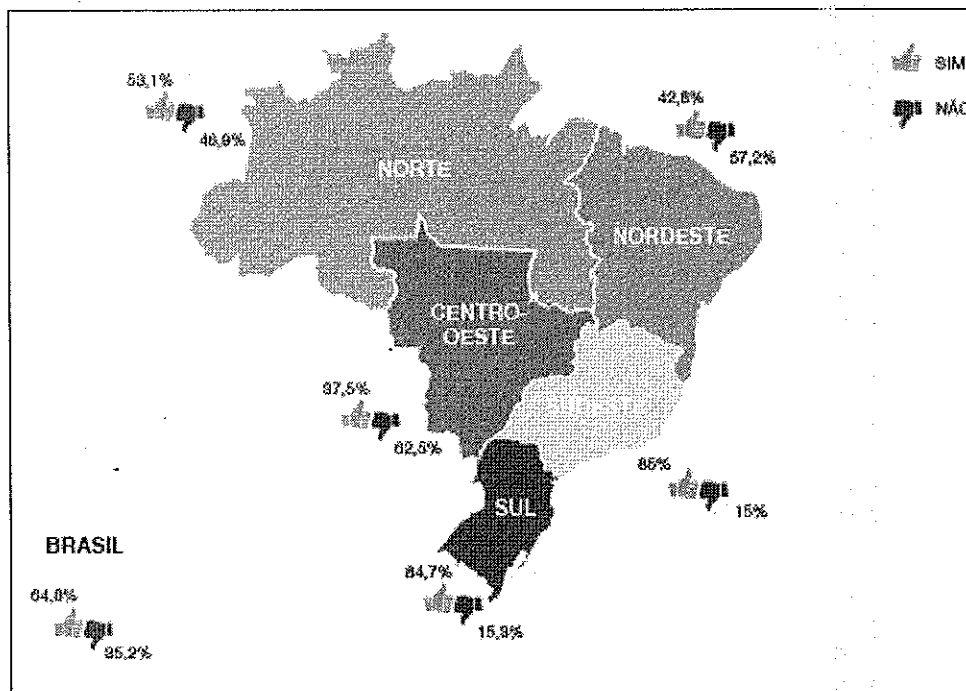 53,1%
46,9%
SIM
NÃO
42,8%
57,2%
NORTE
NORDESTE
CENTRO-
OESTE
37,5%
62,5%
SUDESTE
85%
15%
SUL
84,7%
15,3%
BRASIL
64,8%
35,2%